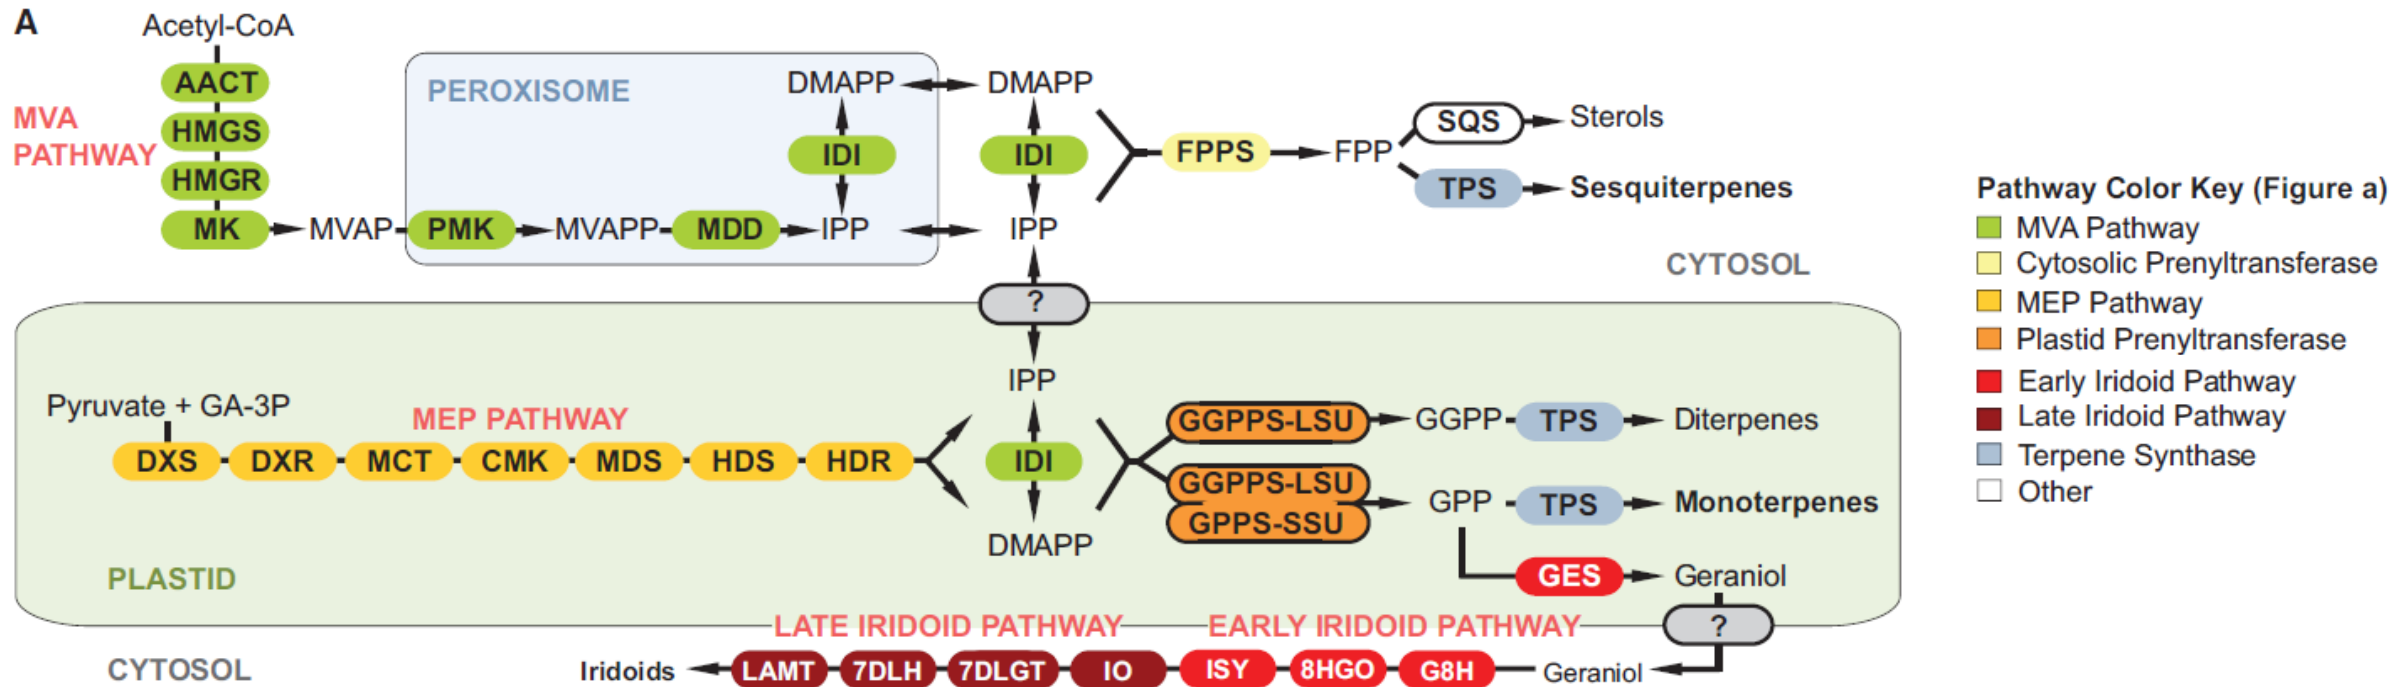 A
Acetyl-CoA
AACT
HMGS
HMGR
MK
MVA
PATHWAY
MVAP
PEROXISOME
PMK
MVAPP
MDD
IPP
IDI
DMAPP
DMAPP
IDI
IPP
FPPS
FPP
SQS
Sterols
TPS
Sesquiterpenes
CYTOSOL
?
IPP
Pyruvate + GA-3P
MEP PATHWAY
DXS
DXR
MCT
CMK
MDS
HDS
HDR
IDI
DMAPP
GGPPS-LSU
GGPP
TPS
Diterpenes
GGPPS-LSU
GPPS-SSU
GPP
TPS
Monoterpenes
GES
Geraniol
PLASTID
?
LATE IRIDOID PATHWAY
EARLY IRIDOID PATHWAY
CYTOSOL
Iridoids
LAMT
7DLH
7DLGT
IO
ISY
8HGO
G8H
Geraniol
Pathway Color Key (Figure a)
MVA Pathway
Cytosolic Prenyltransferase
MEP Pathway
Plastid Prenyltransferase
Early Iridoid Pathway
Late Iridoid Pathway
Terpene Synthase
Other